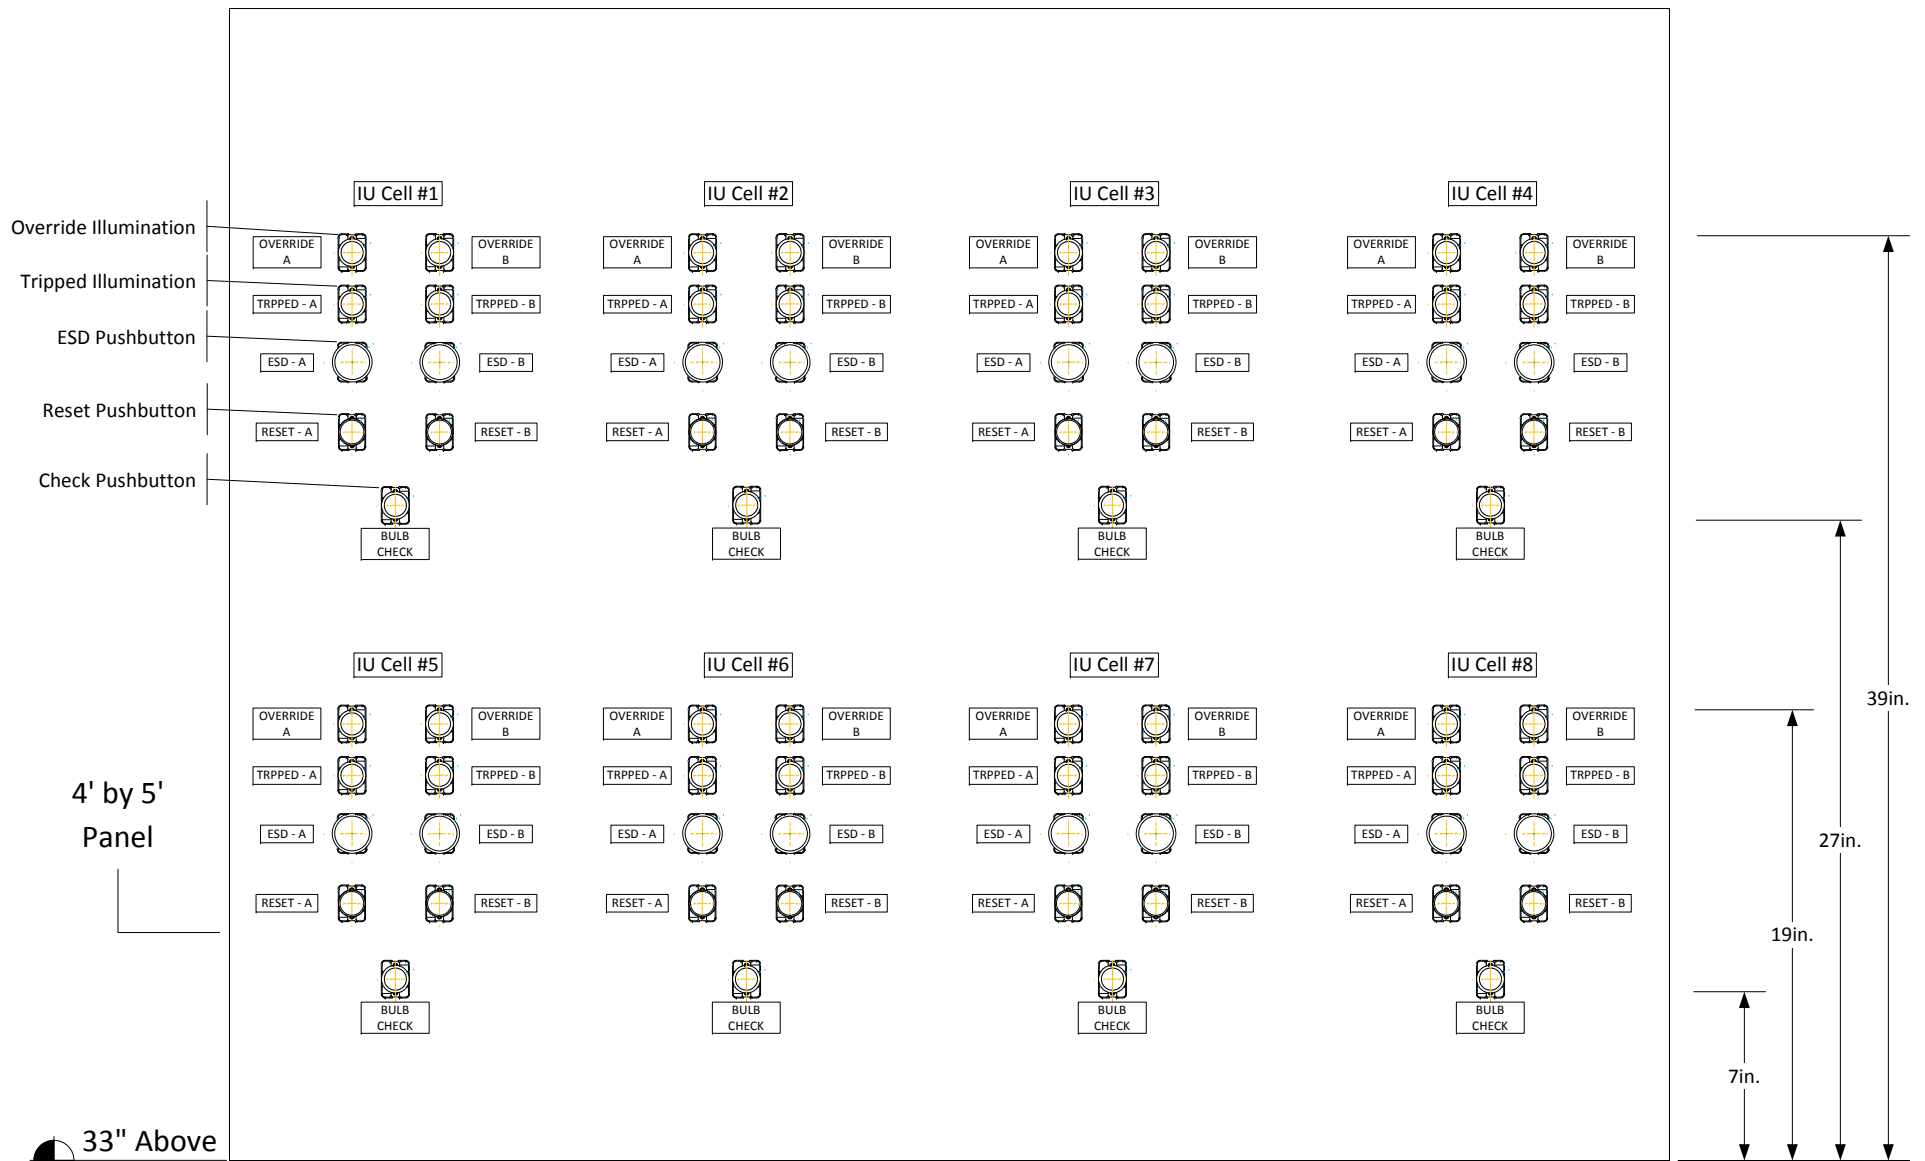 IU Cell #1 IU Cell #2 IU Cell #3 IU Cell #4
Override Illumination
OVERRIDE OVERRIDE OVERRIDE OVERRIDE OVERRIDE OVERRIDE OVERRIDE OVERRIDE
A B A B A B A B
Tripped Illumination
TRPPED - A TRPPED - B TRPPED - A TRPPED - B TRPPED - A TRPPED - B TRPPED - A TRPPED - B
ESD Pushbutton
ESD - A ESD - B ESD - A ESD - B ESD - A ESD - B ESD - A ESD - B
Reset Pushbutton
RESET - A RESET - B RESET - A RESET - B RESET - A RESET - B RESET - A RESET - B
Check Pushbutton
BULB BULB BULB BULB
CHECK CHECK CHECK CHECK
IU Cell #5 IU Cell #6 IU Cell #7 IU Cell #8
39in.
OVERRIDE OVERRIDE OVERRIDE OVERRIDE OVERRIDE OVERRIDE OVERRIDE OVERRIDE
A B A B A B A B
TRPPED - A TRPPED - B TRPPED - A TRPPED - B TRPPED - A TRPPED - B TRPPED - A TRPPED - B
4' by 5'
Panel
ESD - A ESD - B ESD - A ESD - B ESD - A ESD - B ESD - A ESD - B
27in.
RESET - A RESET - B RESET - A RESET - B RESET - A RESET - B RESET - A RESET - B
19in.
BULB BULB BULB BULB
CHECK CHECK CHECK CHECK
7in.
33" Above